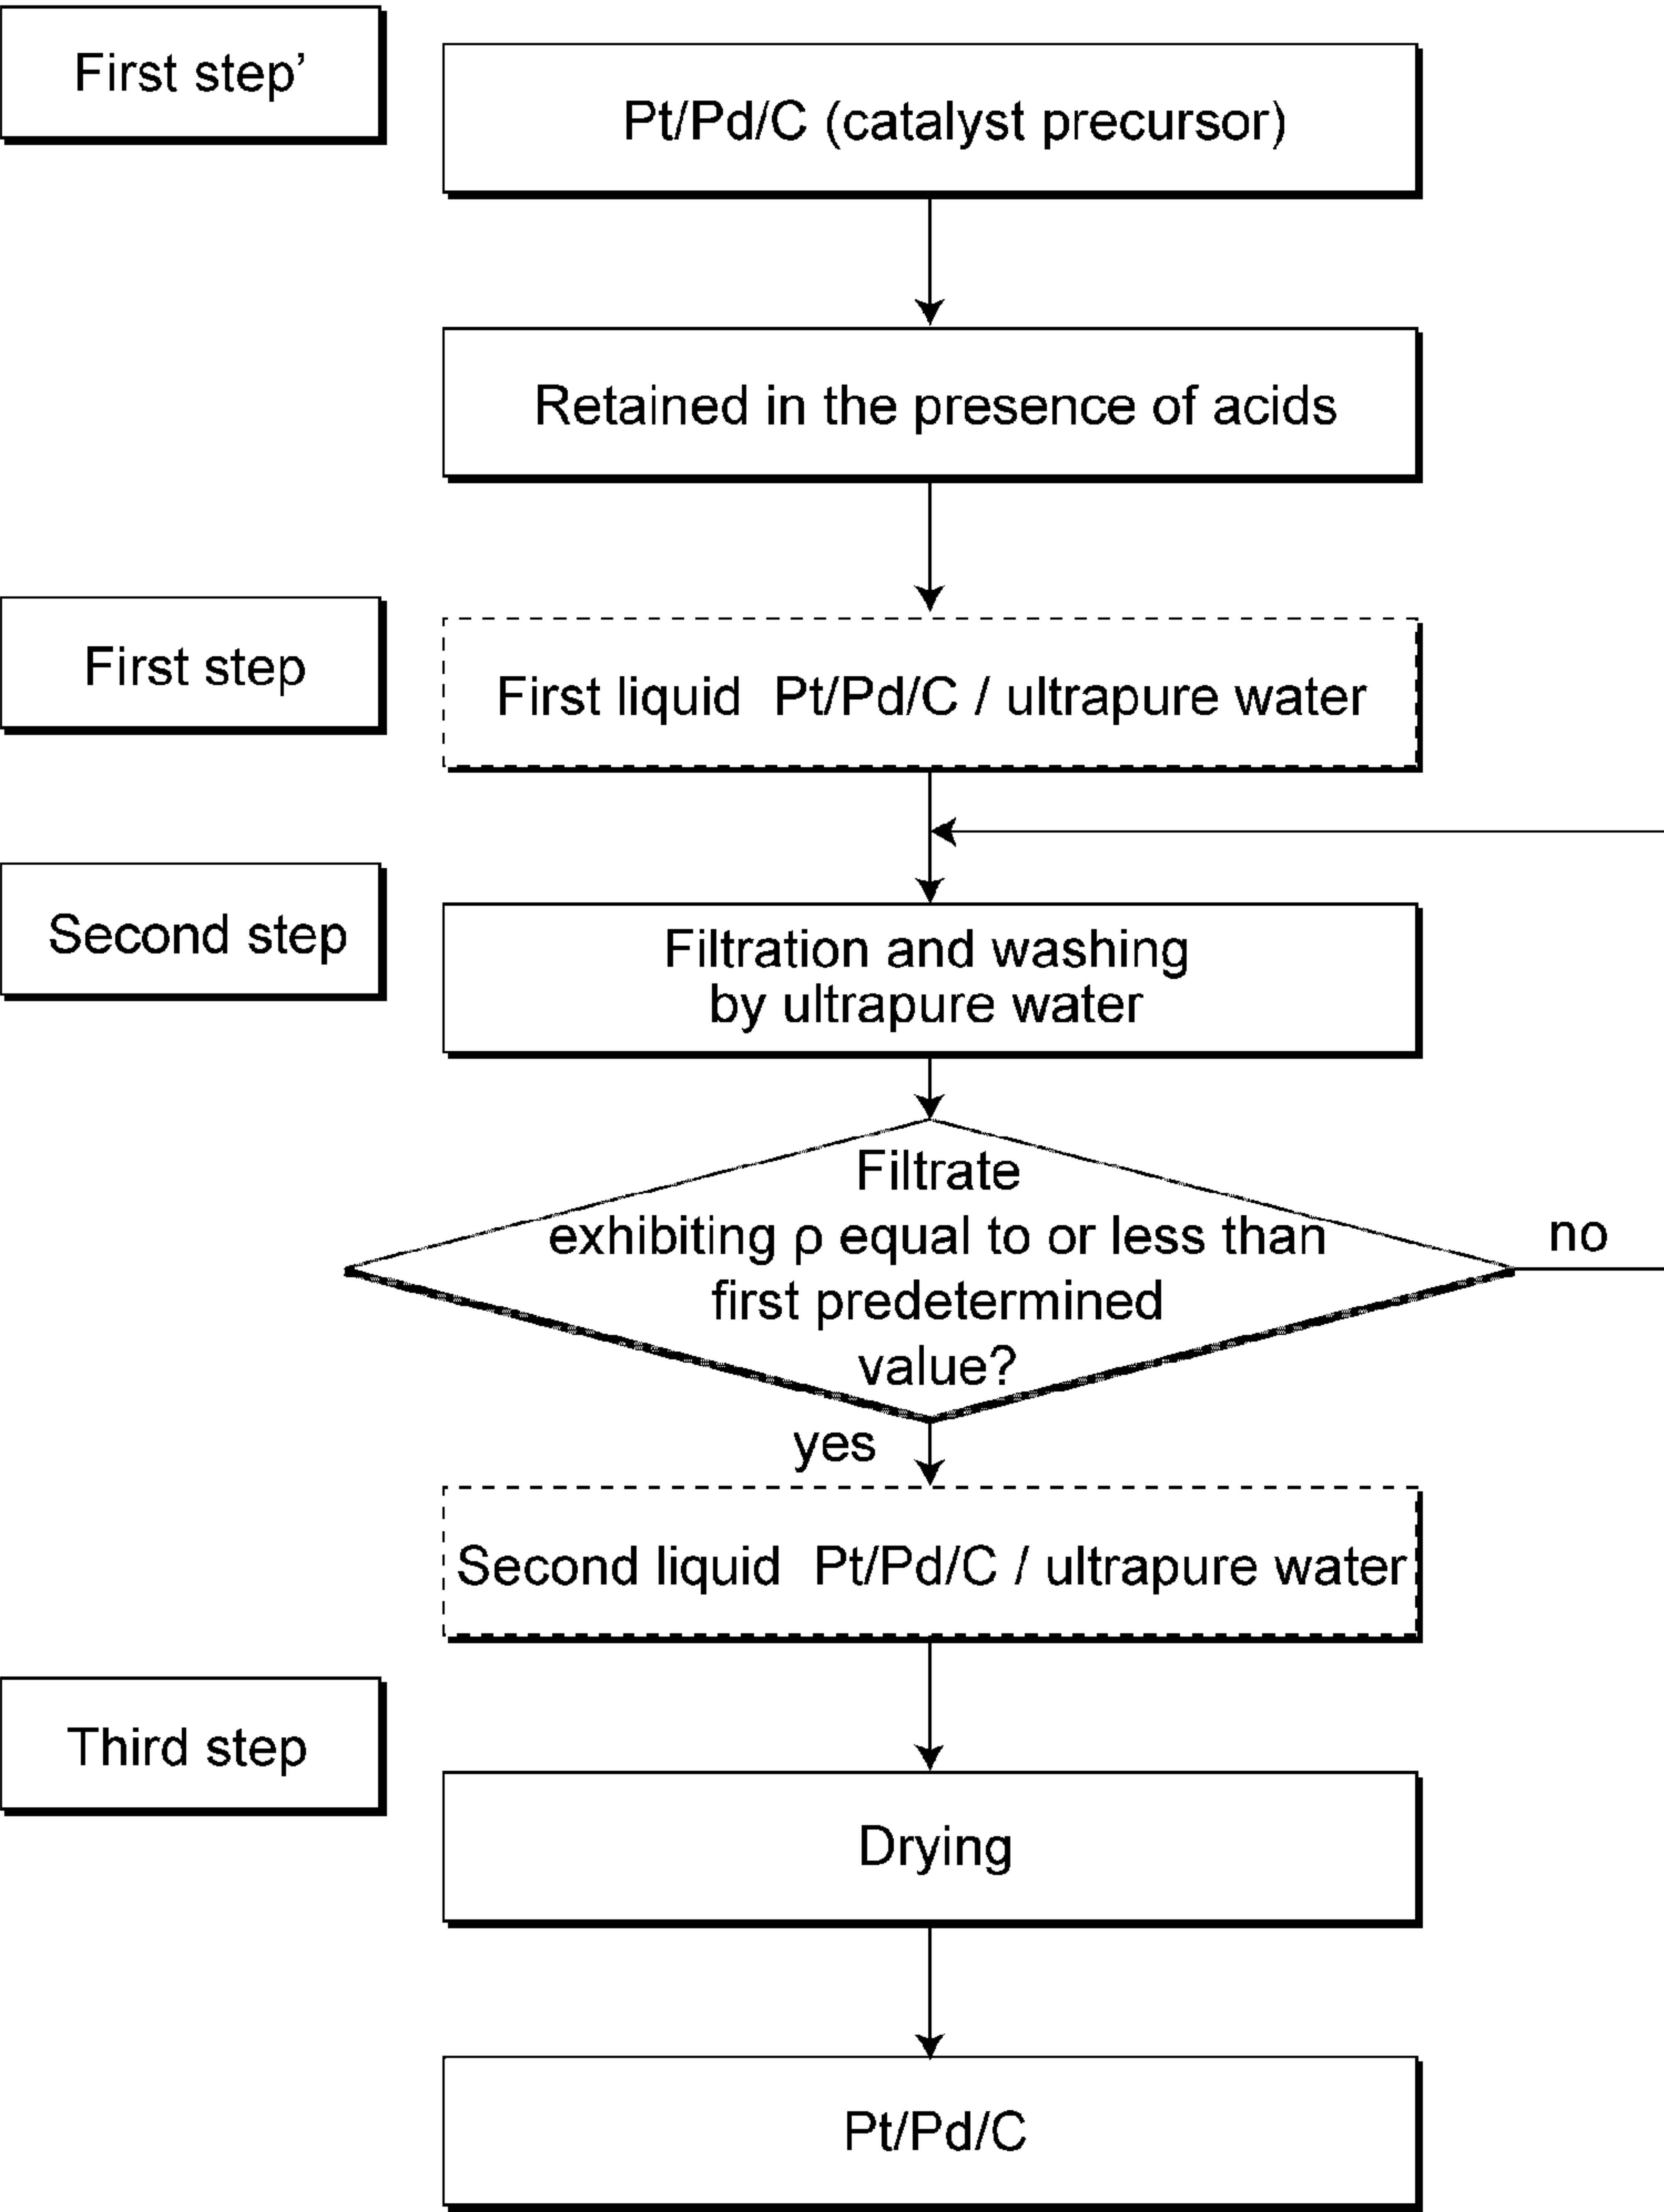 First step’
Pt/Pd/C (catalyst precursor)
Retained in the presence of acids
First step
First liquid Pt/Pd/C / ultrapure water
Second step
Filtration and washing
by ultrapure water
Filtrate
exhibiting ρ equal to or less than
first predetermined
value?
no
yes
Second liquid Pt/Pd/C / ultrapure water
Third step
Drying
Pt/Pd/C